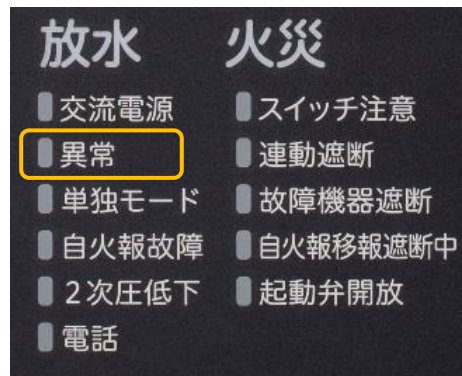 放水 火災
交流電源 スイッチ注意
異常 連動遮断
単独モード 故障機器遮断
自火報故障 自火報移報遮断中
2次圧低下 起動弁開放
電話